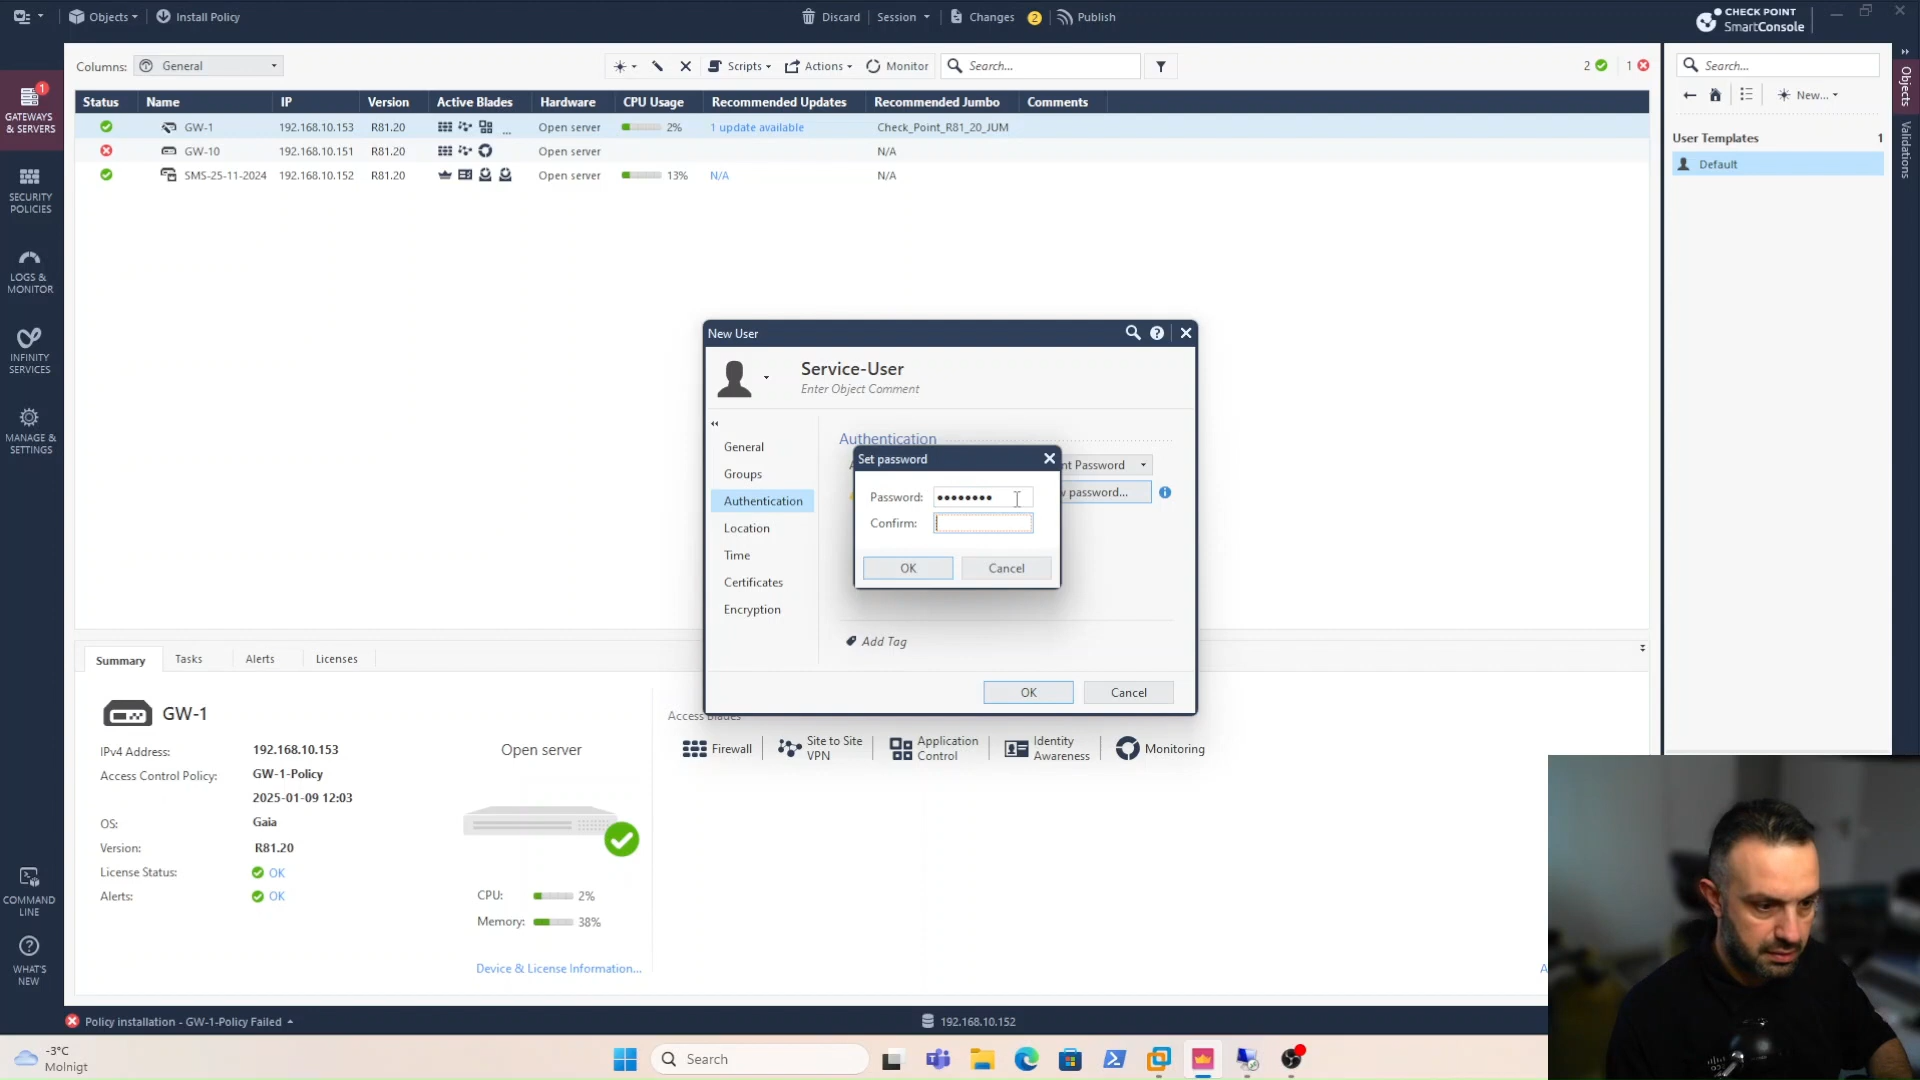 Objects
Install Policy
Discard
Session
Changes
2
Publish
CHECK POINT
SmartConsole
Columns:
General
Scripts
Actions
Monitor
Search...
2
1
Search...
Objects
Status
Name
IP
Version
Active Blades
Hardware
CPU Usage
Recommended Updates
Recommended Jumbo
Comments
GW-1
192.168.10.153
R81.20
...
Open server
2%
1 update available
Check_Point_R81_20_JUM
GW-10
192.168.10.151
R81.20
Open server
N/A
SMS-25-11-2024
192.168.10.152
R81.20
Open server
13%
N/A
N/A
New...
Validations
User Templates
1
Default
1
GATEWAYS
& SERVERS
SECURITY
POLICIES
LOGS &
MONITOR
INFINITY
SERVICES
MANAGE &
SETTINGS
COMMAND
LINE
WHAT'S
NEW
New User
Service-User
Enter Object Comment
General
Groups
Authentication
Location
Time
Certificates
Encryption
Authentication
nt Password
password...
Set password
Password:
••••••••
Confirm:
OK
Cancel
Add Tag
OK
Cancel
Summary
Tasks
Alerts
Licenses
GW-1
IPv4 Address:
192.168.10.153
Access Control Policy:
GW-1-Policy
2025-01-09 12:03
OS:
Gaia
Version:
R81.20
License Status:
OK
Alerts:
OK
Open server
CPU:
2%
Memory:
38%
Device & License Information...
Access Blades
Firewall
Site to Site
VPN
Application
Control
Identity
Awareness
Monitoring
A
Policy installation - GW-1-Policy Failed
192.168.10.152
-3°C
Molnigt
Search